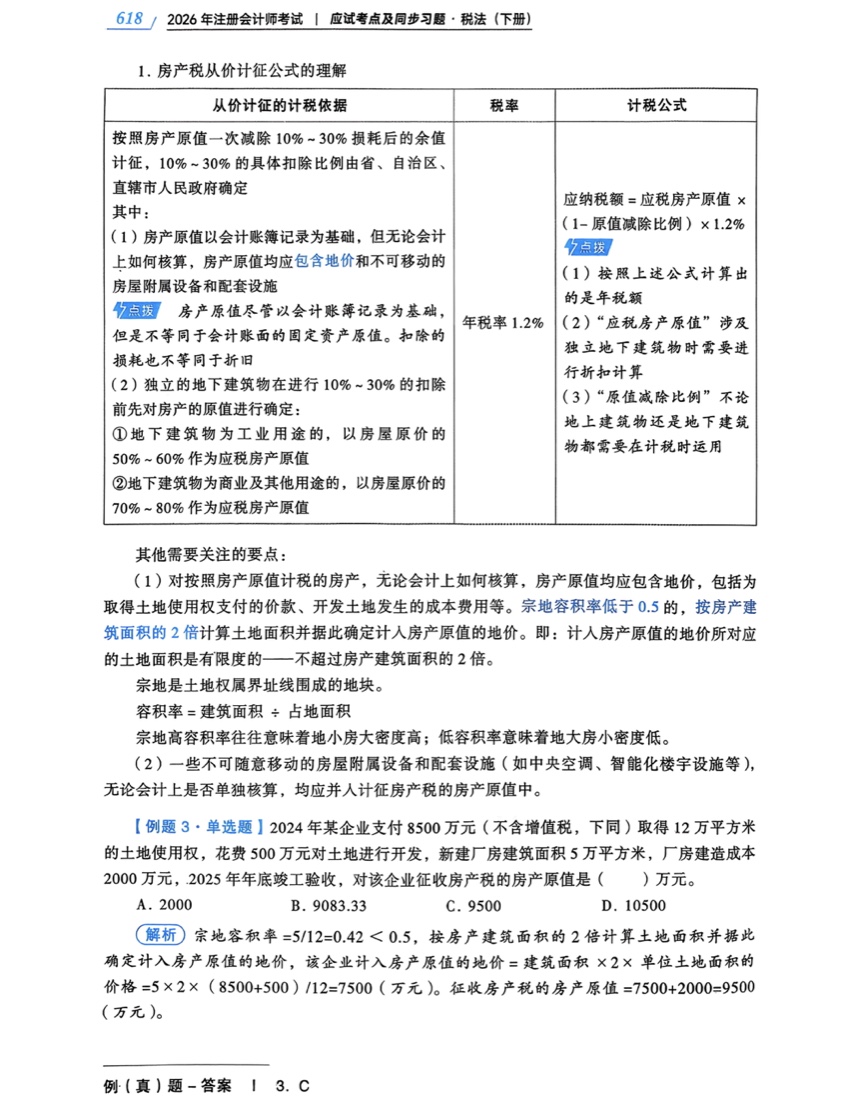 618 2026年注册会计师考试 | 应试考点及同步习题·税法（下册）
1. 房产税从价计征公式的理解
从价计征的计税依据
税率
计税公式
按照房产原值一次减除10%~30%损耗后的余值
计征，10%~30%的具体扣除比例由省、自治区、
直辖市人民政府确定
其中：
（1）房产原值以会计账簿记录为基础，但无论会计
上如何核算，房产原值均应包含地价和不可移动的
房屋附属设备和配套设施
点拨 房产原值尽管以会计账簿记录为基础，
但是不等同于会计账面的固定资产原值。扣除的
损耗也不等同于折旧
（2）独立的地下建筑物在进行10%~30%的扣除
前先对房产的原值进行确定：
①地下建筑物为工业用途的，以房屋原价的
50%~60%作为应税房产原值
②地下建筑物为商业及其他用途的，以房屋原价的
70%~80%作为应税房产原值
年税率1.2%
应纳税额=应税房产原值×
（1-原值减除比例）×1.2%
点拨
（1）按照上述公式计算出
的是年税额
（2）“应税房产原值”涉及
独立地下建筑物时需要进
行折扣计算
（3）“原值减除比例”不论
地上建筑物还是地下建筑
物都需要在计税时运用
其他需要关注的要点：
（1）对按照房产原值计税的房产，无论会计上如何核算，房产原值均应包含地价，包括为
取得土地使用权支付的价款、开发土地发生的成本费用等。宗地容积率低于0.5的，按房产建
筑面积的2倍计算土地面积并据此确定计入房产原值的地价。即：计入房产原值的地价所对应
的土地面积是有限度的——不超过房产建筑面积的2倍。
宗地是土地权属界址线围成的地块。
容积率=建筑面积÷占地面积
宗地高容积率往往意味着地小房大密度高；低容积率意味着地大房小密度低。
（2）一些不可随意移动的房屋附属设备和配套设施（如中央空调、智能化楼宇设施等），
无论会计上是否单独核算，均应并入计征房产税的房产原值中。
【例题3·单选题】2024年某企业支付8500万元（不含增值税，下同）取得12万平方米
的土地使用权，花费500万元对土地进行开发，新建厂房建筑面积5万平方米，厂房建造成本
2000万元，2025年年底竣工验收，对该企业征收房产税的房产原值是（ ）万元。
A. 2000 B. 9083.33 C. 9500 D. 10500
解析 宗地容积率=5/12=0.42＜0.5，按房产建筑面积的2倍计算土地面积并据此
确定计入房产原值的地价，该企业计入房产原值的地价=建筑面积×2×单位土地面积的
价格=5×2×（8500+500）/12=7500（万元）。征收房产税的房产原值=7500+2000=9500
（万元）。
例（真）题-答案 | 3. C